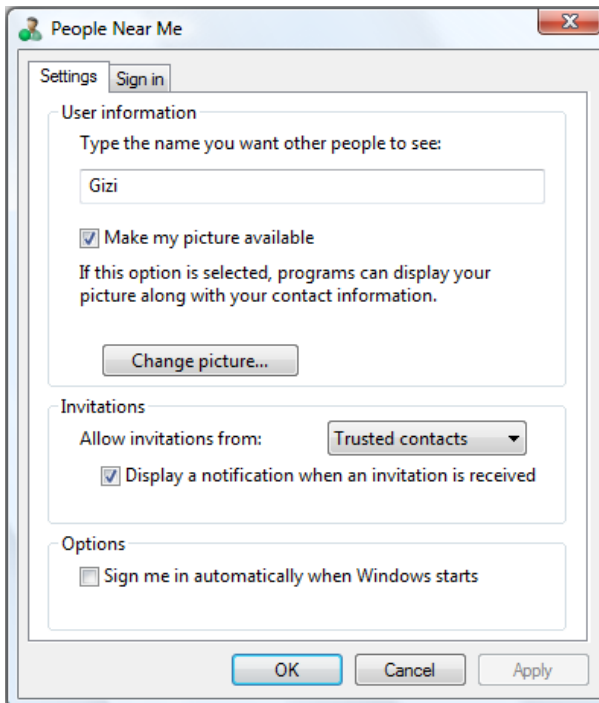 People Near Me
Settings Sign in
User information
Type the name you want other people to see:
Gizi
Make my picture available
If this option is selected, programs can display your
picture along with your contact information.
Change picture...
Invitations
Allow invitations from: Trusted contacts
Display a notification when an invitation is received
Options
Sign me in automatically when Windows starts
OK Cancel Apply